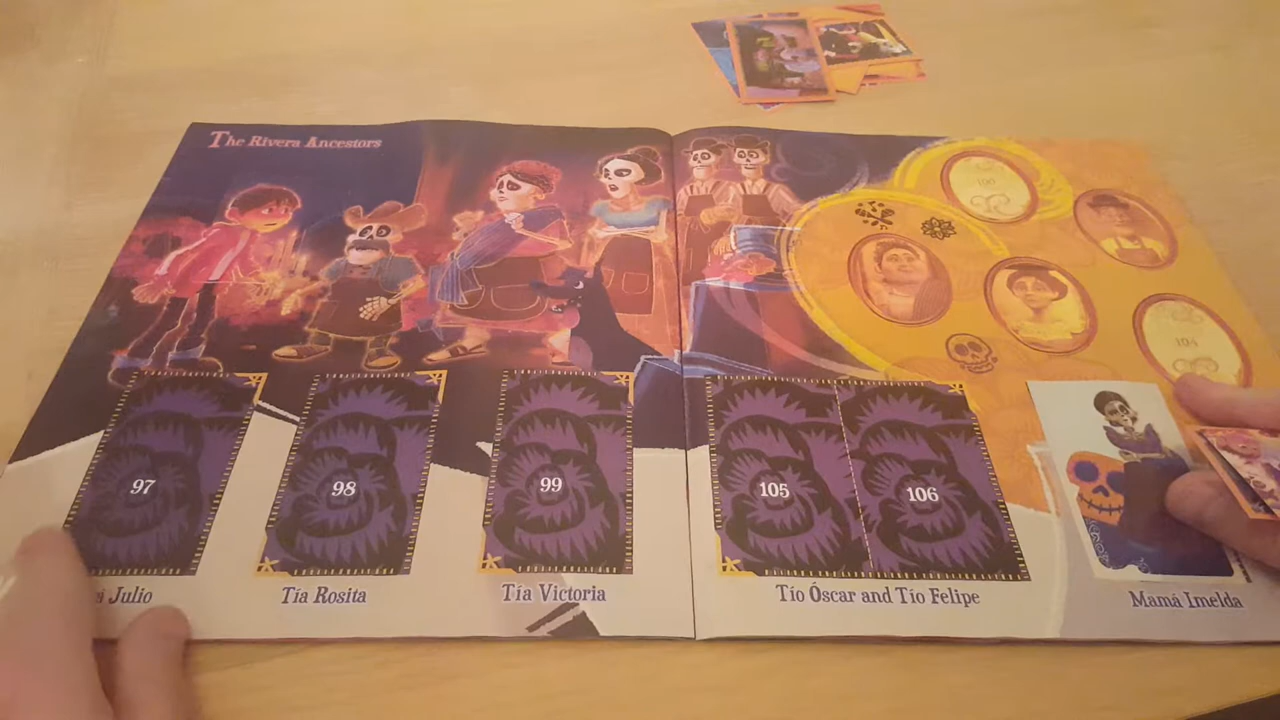 The Rivera Ancestors
100
104
97
98
99
105
106
Julio
Tía Rosita
Tía Victoria
Tío Óscar and Tío Felipe
Mamá Imelda